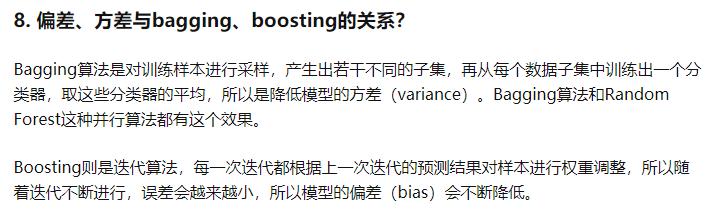 8. 偏差、方差与bagging、boosting的关系？
Bagging算法是对训练样本进行采样，产生出若干不同的子集，再从每个数据子集中训练出一个分
类器，取这些分类器的平均，所以是降低模型的方差（variance）。Bagging算法和Random
Forest这种并行算法都有这个效果。
Boosting则是迭代算法，每一次迭代都根据上一次迭代的预测结果对样本进行权重调整，所以随
着迭代不断进行，误差会越来越小，所以模型的偏差（bias）会不断降低。